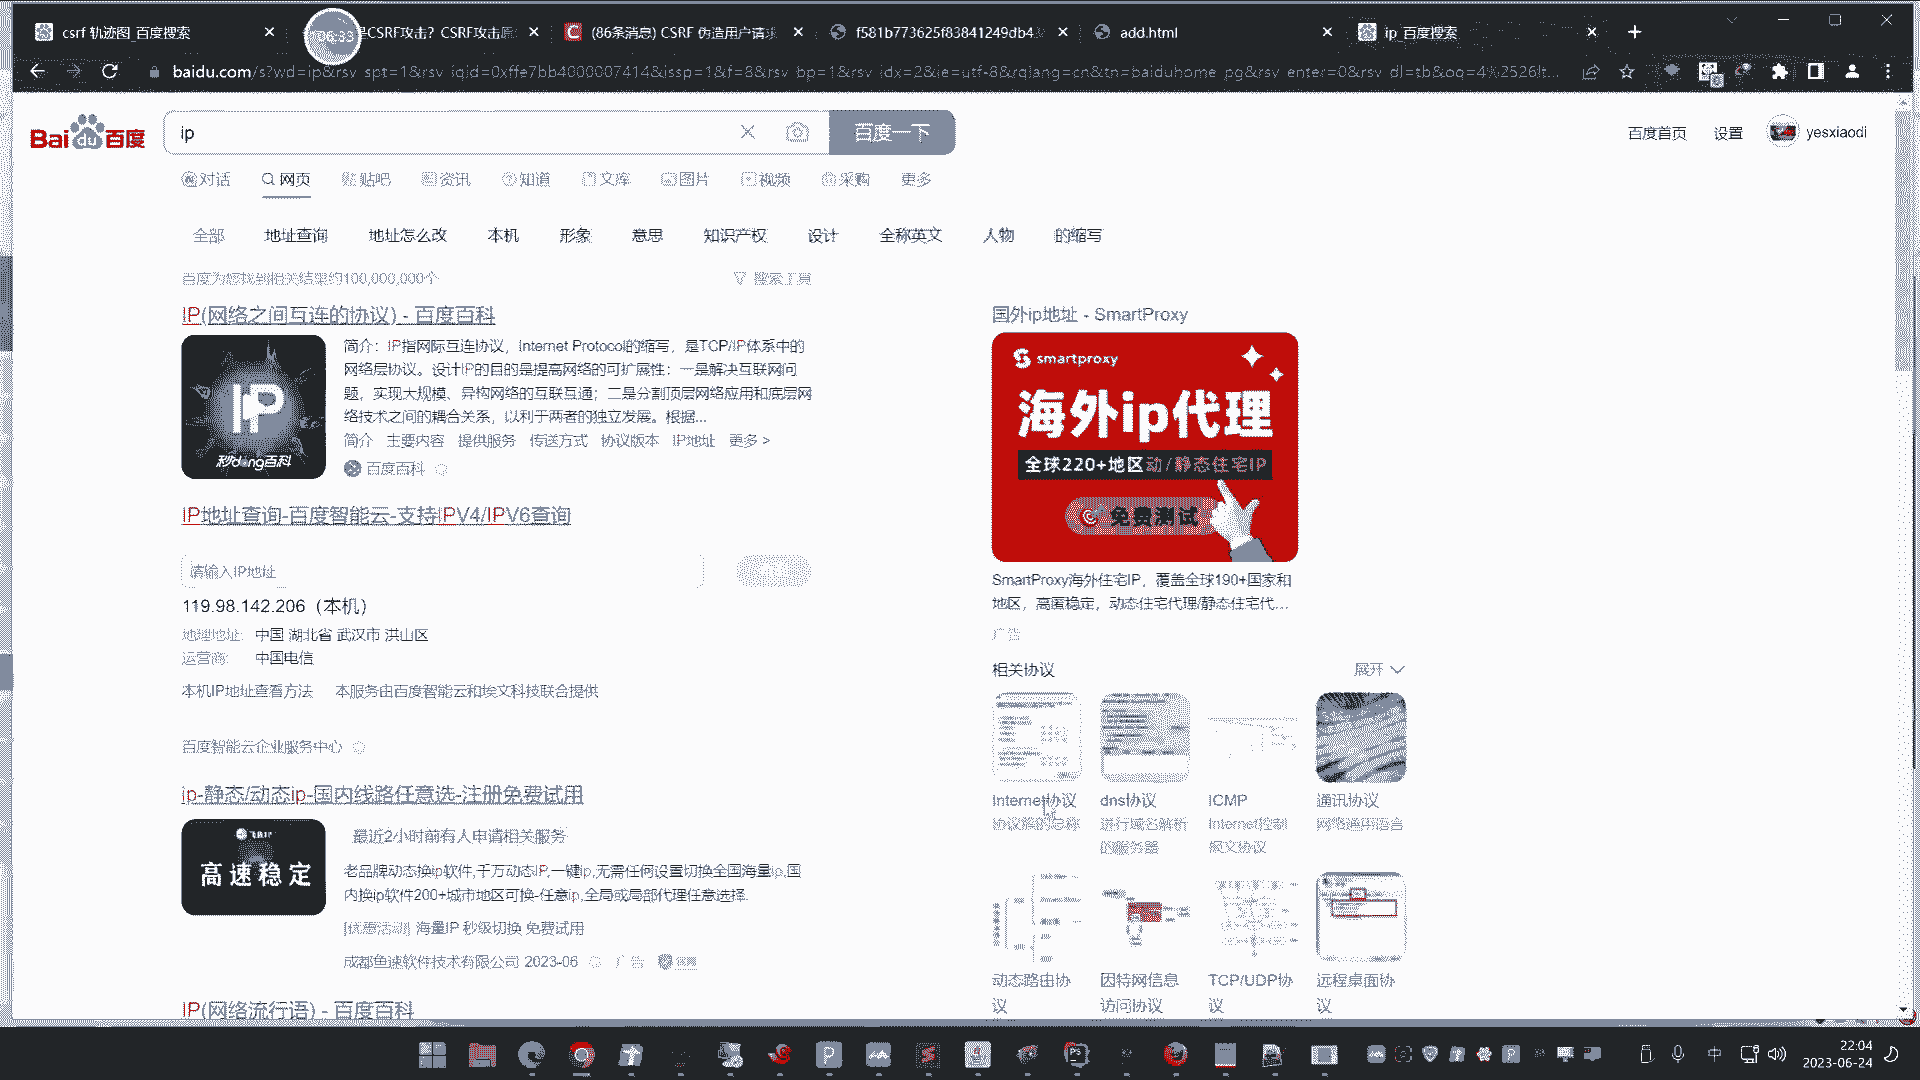 csrf 轨迹图_百度搜索
06:33
CSRF攻击？CSRF攻击原
(86条消息) CSRF 伪造用户请求
f581b773625f83841249db4
add.html
ip_百度搜索
baidu.com/s?wd=ip&rsv_spt=1&rsv_iqid=0xffe7bb4000007414&issp=1&f=8&rsv_bp=1&rsv_idx=2&ie=utf-8&rqlang=cn&tn=baiduhome_pg&rsv_enter=0&rsv_dl=tb&oq=4%2526lt...
Bai du 百度
ip
百度一下
百度首页
设置
yesxiaodi
对话
网页
贴吧
资讯
知道
文库
图片
视频
采购
更多
全部
地址查询
地址怎么改
本机
形象
意思
知识产权
设计
全称英文
人物
的缩写
百度为您找到相关结果约100,000,000个
搜索工具
IP(网络之间互连的协议) - 百度百科
IP
秒dong百科
简介：IP指网际互连协议，Internet Protocol的缩写，是TCP/IP体系中的
网络层协议。设计IP的目的是提高网络的可扩展性：一是解决互联网问
题，实现大规模、异构网络的互联互通；二是分割顶层网络应用和底层网
络技术之间的耦合关系，以利于两者的独立发展。根据...
简介 主要内容 提供服务 传送方式 协议版本 IP地址 更多 >
百度百科
IP地址查询-百度智能云-支持IPV4/IPV6查询
请输入IP地址
119.98.142.206（本机）
地理地址: 中国 湖北省 武汉市 洪山区
运营商: 中国电信
本机IP地址查看方法 本服务由百度智能云和埃文科技联合提供
百度智能云企业服务中心
ip-静态/动态ip-国内线路任意选-注册免费试用
高速稳定
最近2小时前有人申请相关服务
老品牌动态换ip软件,千万动态IP,一键ip,无需任何设置切换全国海量ip,国
内换ip软件200+城市地区可换-任意ip,全局或局部代理任意选择.
[优惠活动] 海量IP 秒级切换 免费试用
成都鱼速软件技术有限公司 2023-06 广告
IP(网络流行语) - 百度百科
国外ip地址 - SmartProxy
smartproxy
海外ip代理
全球220+地区动/静态住宅IP
免费测试
SmartProxy海外住宅IP，覆盖全球190+国家和
地区，高匿稳定，动态住宅代理/静态住宅代...
广告
相关协议
展开
Internet协议
协议族的总称
dns协议
进行域名解析
的服务器
ICMP
Internet控制
报文协议
通讯协议
网络通用语言
动态路由协
议
因特网信息
访问协议
TCP/UDP协
议
远程桌面协
议
中
22:04
2023-06-24